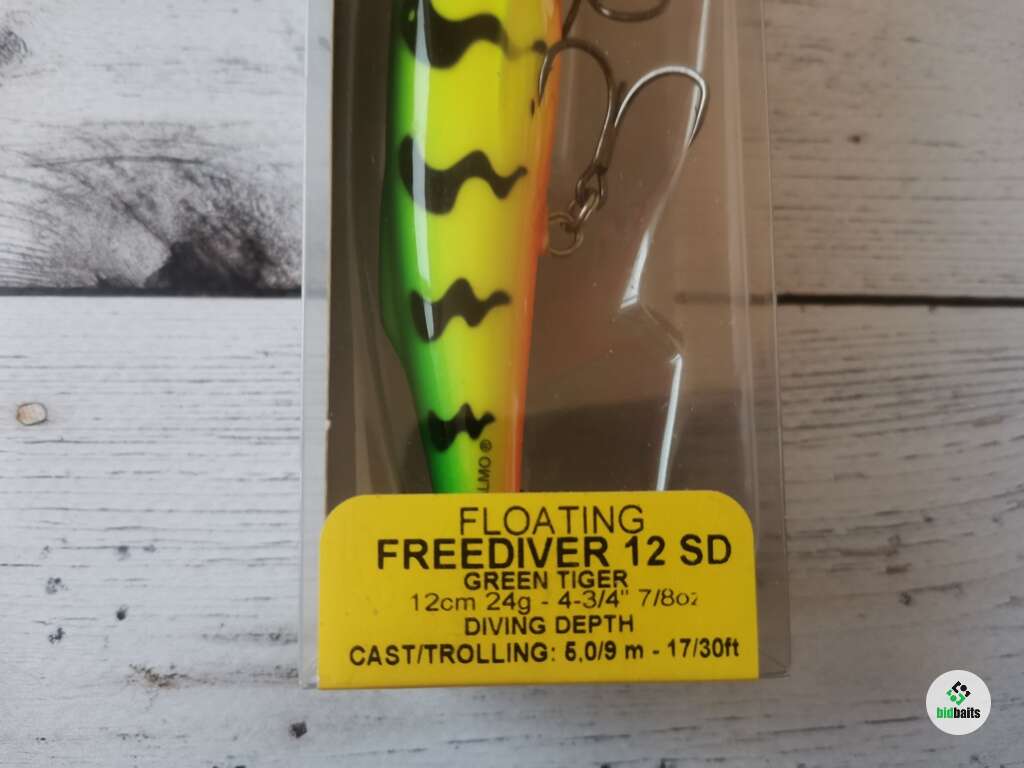 LMO ®
FLOATING
FREEDIVER 12 SD
GREEN TIGER
12cm 24g - 4-3/4" 7/8oz
DIVING DEPTH
CAST/TROLLING: 5,0/9 m - 17/30ft
bidbaits